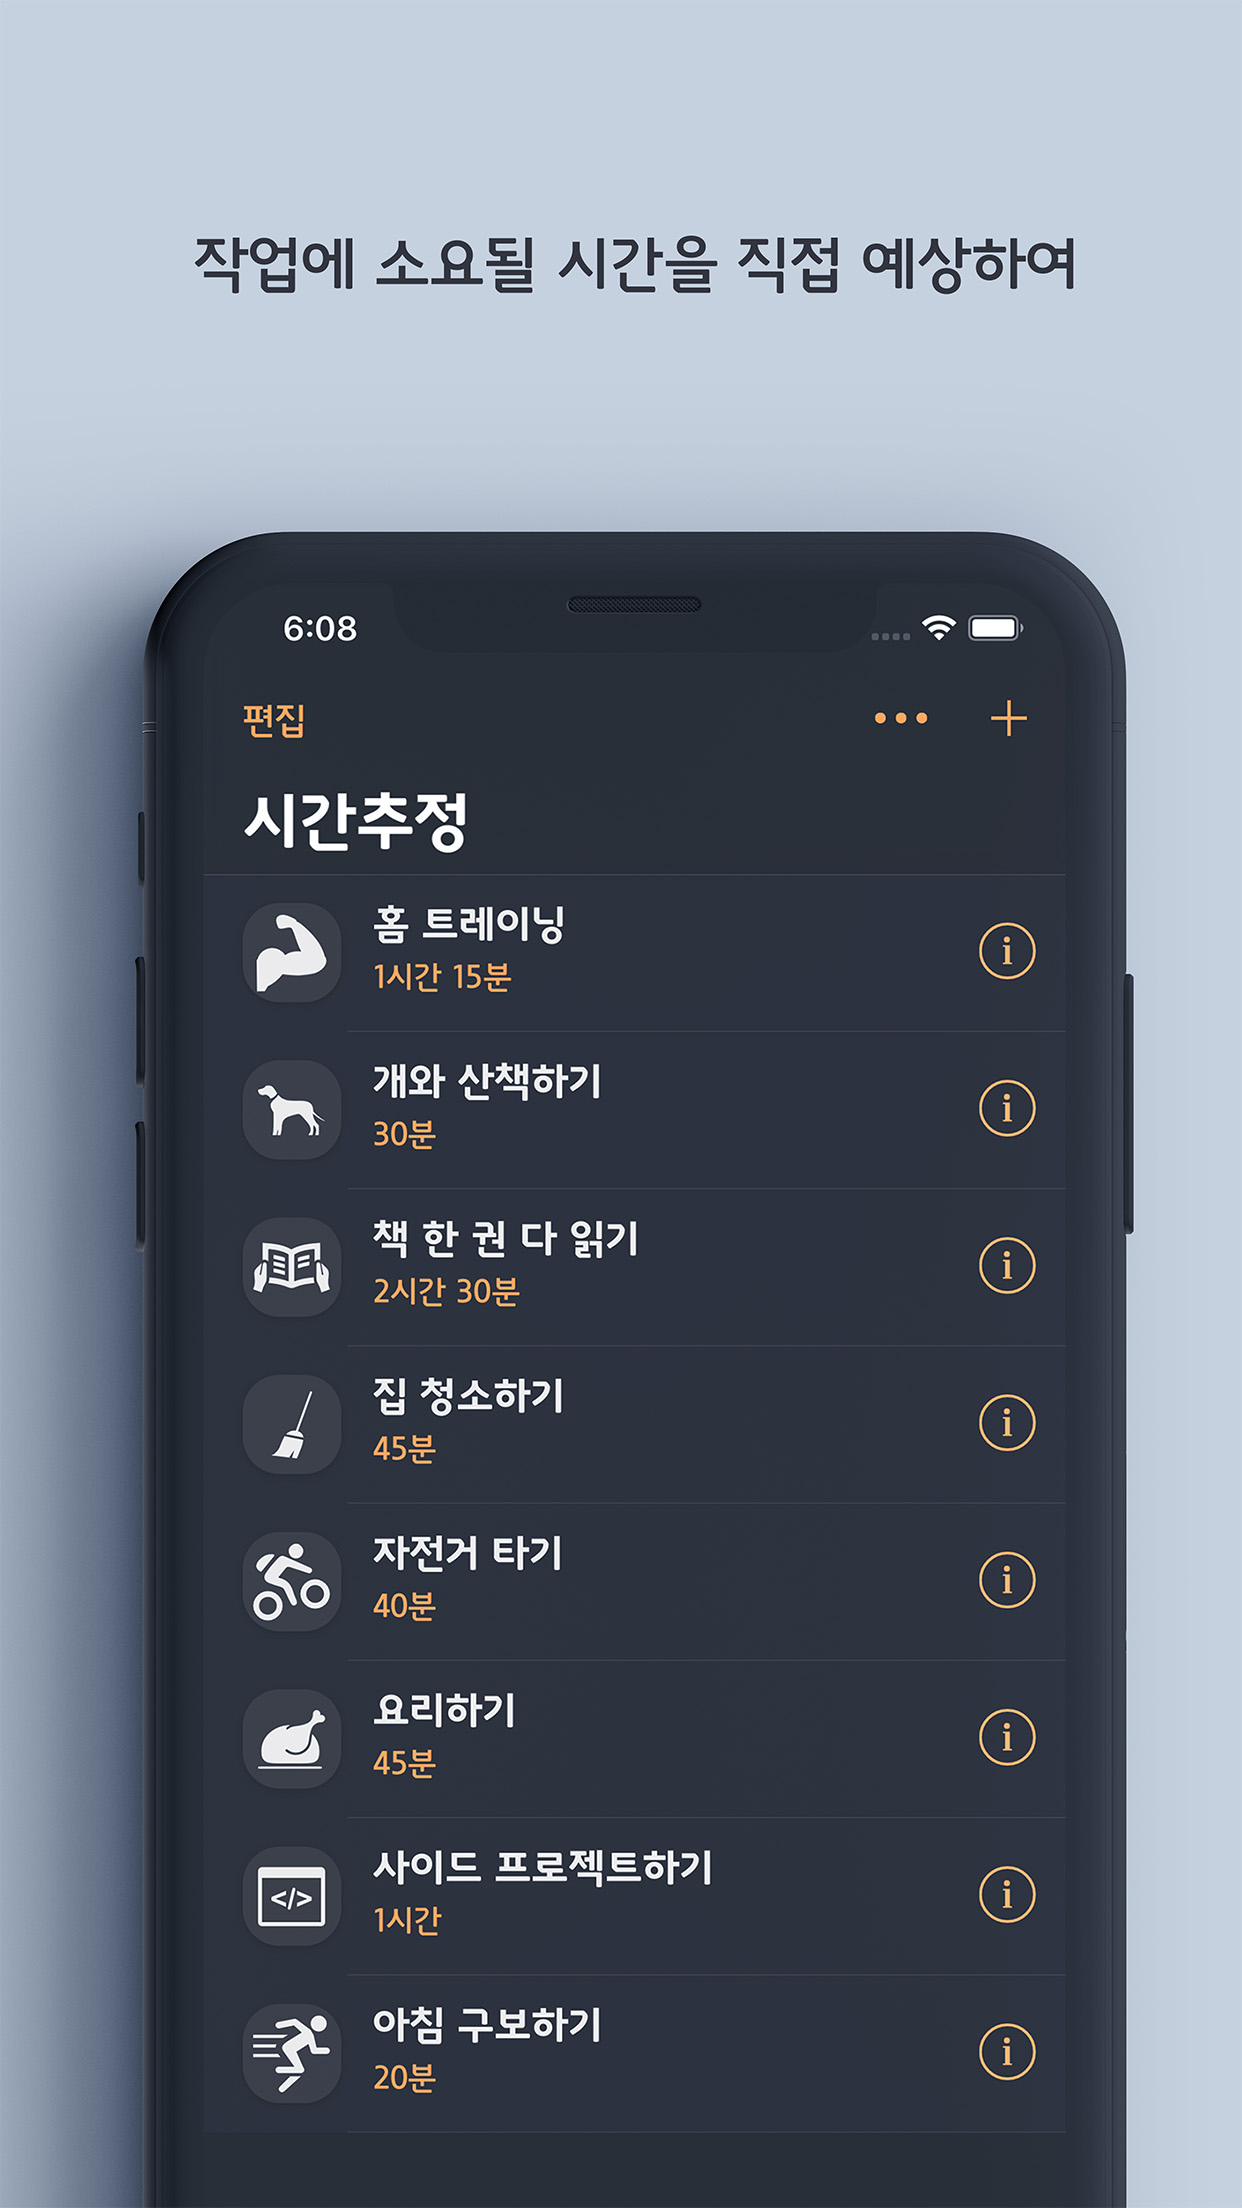 작업에 소요될 시간을 직접 예상하여
6:08
편집
시간추정
홈 트레이닝
1시간 15분
개와 산책하기
30분
책 한 권 다 읽기
2시간 30분
집 청소하기
45분
자전거 타기
40분
요리하기
45분
사이드 프로젝트하기
1시간
아침 구보하기
20분